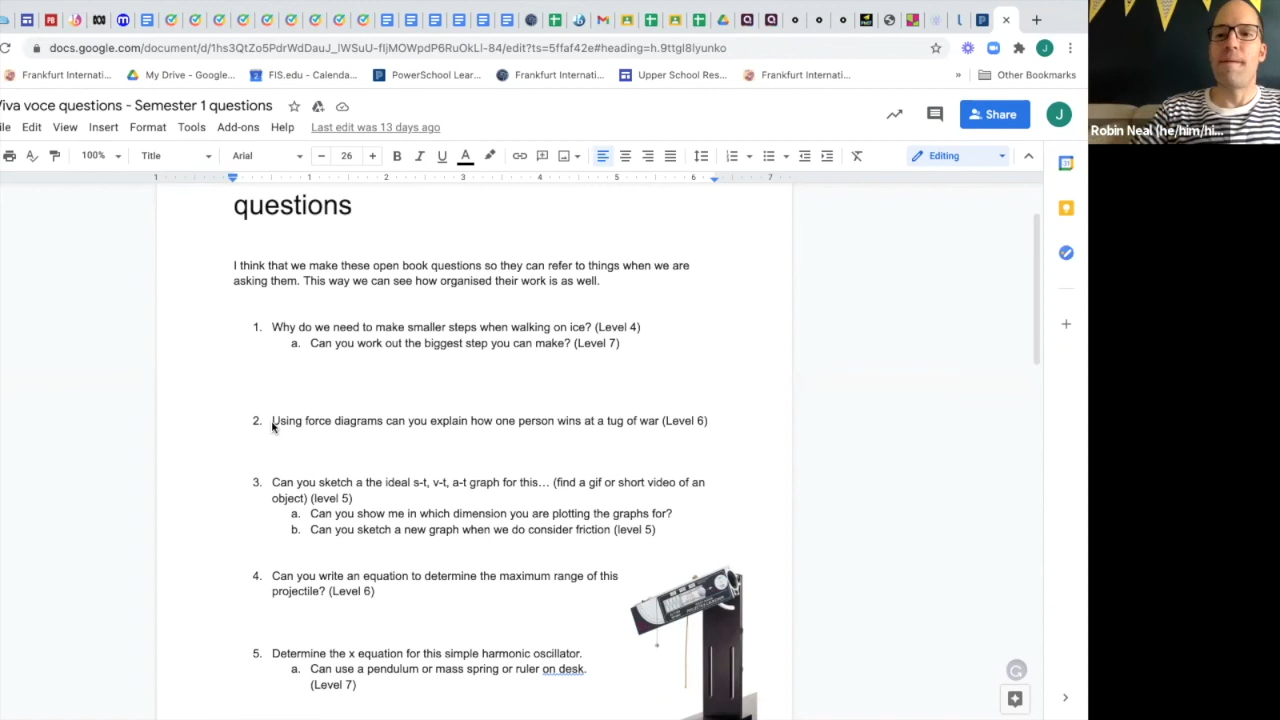 docs.google.com/document/d/1hs3QtZo5PdrWdDauJ_lWSuU-fIjMOWpdP6RuOkLl-84/edit?ts=5ffaf42e#heading=h.9ttgl8lyunko
Frankfurt Internati...
My Drive - Google...
FIS.edu - Calenda...
PowerSchool Lear...
Frankfurt Internati...
Upper School Res...
Frankfurt Internati...
»
Other Bookmarks
Robin Neal (he/him/hi...
Viva voce questions - Semester 1 questions
ile Edit View Insert Format Tools Add-ons Help Last edit was 13 days ago
Share
J
100% Title Arial - 26 + B I U A Editing
1 1 2 3 4 5 6 7
questions
I think that we make these open book questions so they can refer to things when we are
asking them. This way we can see how organised their work is as well.
1. Why do we need to make smaller steps when walking on ice? (Level 4)
a. Can you work out the biggest step you can make? (Level 7)
2. Using force diagrams can you explain how one person wins at a tug of war (Level 6)
3. Can you sketch a the ideal s-t, v-t, a-t graph for this… (find a gif or short video of an
object) (level 5)
a. Can you show me in which dimension you are plotting the graphs for?
b. Can you sketch a new graph when we do consider friction (level 5)
4. Can you write an equation to determine the maximum range of this
projectile? (Level 6)
5. Determine the x equation for this simple harmonic oscillator.
a. Can use a pendulum or mass spring or ruler on desk.
(Level 7)